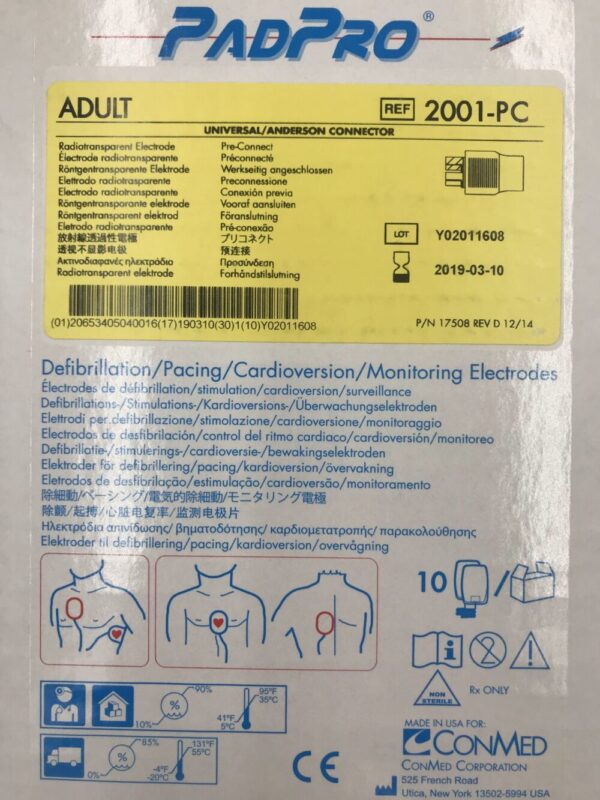 PADPRO®
ADULT
REF 2001-PC
UNIVERSAL/ANDERSON CONNECTOR
Radiotransparent Electrode Pre-Connect
Électrode radiotransparente Préconnecté
Röntgentransparente Elektrode Werkseitig angeschlossen
Elettrodo radiotrasparente Preconnessione
Electrodo radiotransparente Conexión previa
Röntgentransparante elektrode Vooraf aansluiten
Röntgentransparent elektrod Föranslutning
Eletrodo radiotransparente Pré-conexão
放射線透過性電極 プリコネクト
透视不显影电极 预连接
Ακτινοδιαφανές ηλεκτρόδιο Προσύνδεση
Radiotransparent elektrode Forhåndstilslutning
LOT Y02011608
2019-03-10
(01)20653405040016(17)190310(30)1(10)Y02011608
P/N 17508 REV D 12/14
Defibrillation/Pacing/Cardioversion/Monitoring Electrodes
Électrodes de défibrillation/stimulation/cardioversion/surveillance
Defibrillations-/Stimulations-/Kardioversions-/Überwachungselektroden
Elettrodi per defibrillazione/stimolazione/cardioversione/monitoraggio
Electrodos de desfibrilación/control del ritmo cardiaco/cardioversión/monitoreo
Defibrillatie-/stimulerings-/cardioversie-/bewakingselektroden
Elektroder för defibrillering/pacing/kardioversion/övervakning
Eletrodos de desfibrilação/estimulação/cardioversão/monitoramento
除細動/ペーシング/電気的除細動/モニタリング電極
除颤/起搏/心脏电复率/监测电极片
Ηλεκτρόδια απινίδωσης/ βηματοδότησης/ καρδιομετατροπής/ παρακολούθησης
Elektroder til defibrillering/pacing/kardioversion/overvågning
10 /
i
NON STERILE
Rx ONLY
10% % 90%
41°F 5°C 95°F 35°C
0% % 85%
-4°F -20°C 131°F 55°C
CE
MADE IN USA FOR:
CONMED
CONMED CORPORATION
525 French Road
Utica, New York 13502-5994 USA